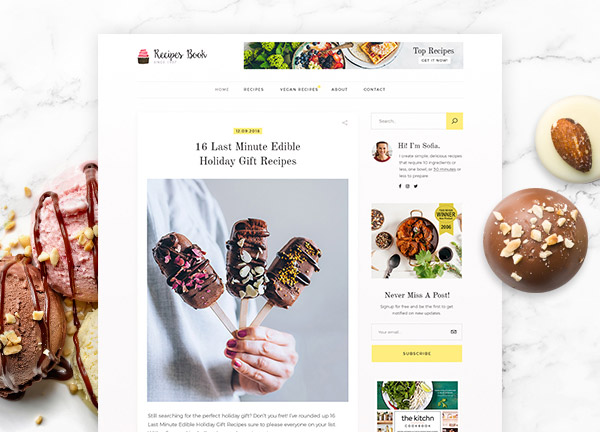 Recipes Book
SINCE 1987
Top Recipes
GET IT NOW!
HOME RECIPES VEGAN RECIPES ABOUT CONTACT
12.09.2016
16 Last Minute Edible
Holiday Gift Recipes
Still searching for the perfect holiday gift? Don't you fret! I've rounded up 16
Last Minute Edible Holiday Gift Recipes sure to please everyone on your list
Search..
Hi! I'm Sofia.
I create simple, delicious recipes
that require 10 ingredients or
less, one bowl, or 30 minutes or
less to prepare
WINNER
2006
Never Miss A Post!
Signup for free and be the first to get
notified on new updates
Your email...
SUBSCRIBE
the kitchn
COOKBOOK